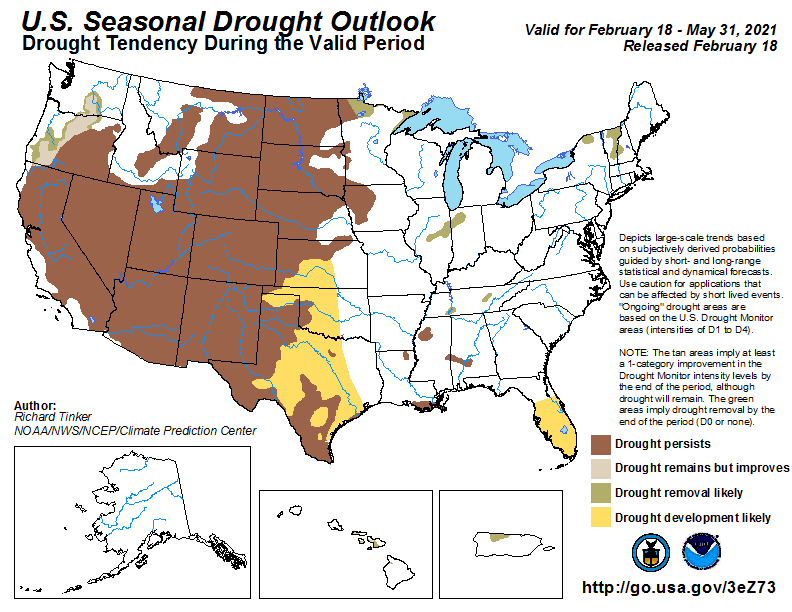 U.S. Seasonal Drought Outlook
Drought Tendency During the Valid Period
Valid for February 18 - May 31, 2021
Released February 18
Depicts large-scale trends based
on subjectively derived probabilities
guided by short- and long-range
statistical and dynamical forecasts.
Use caution for applications that
can be affected by short lived events.
"Ongoing" drought areas are
based on the U.S. Drought Monitor
areas (intensities of D1 to D4).
NOTE: The tan areas imply at least
a 1-category improvement in the
Drought Monitor intensity levels by
the end of the period, although
drought will remain. The green
areas imply drought removal by the
end of the period (D0 or none).
Author:
Richard Tinker
NOAA/NWS/NCEP/Climate Prediction Center
Drought persists
Drought remains but improves
Drought removal likely
Drought development likely
http://go.usa.gov/3eZ73